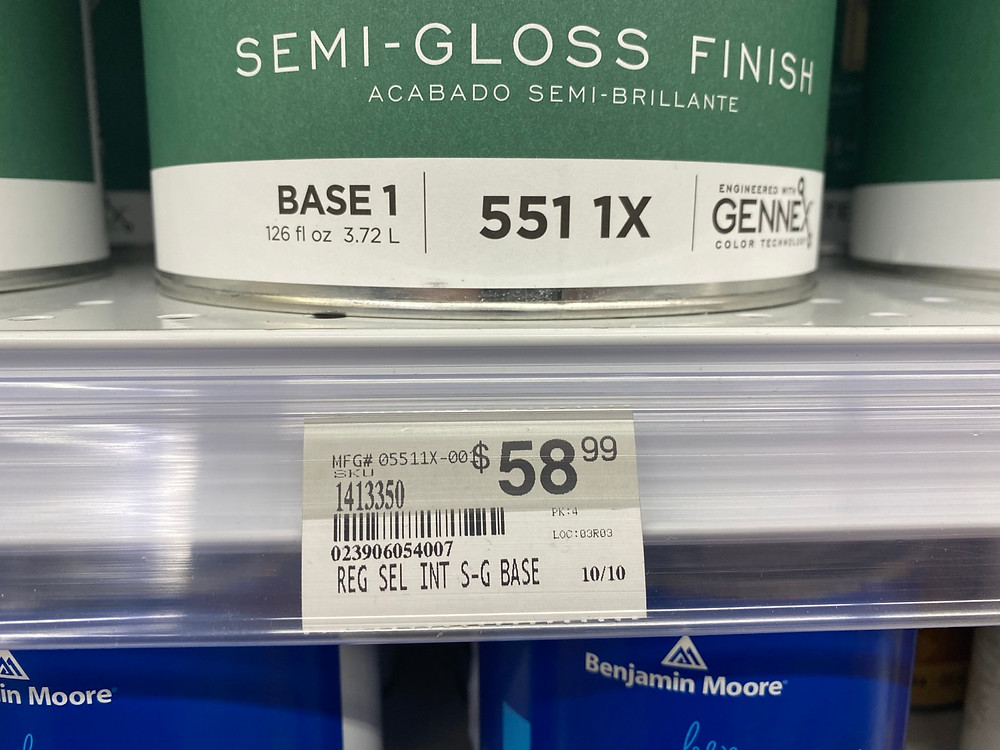 SEMI-GLOSS FINISH
ACABADO SEMI-BRILLANTE
BASE 1
126 fl oz 3.72 L
551 1X
ENGINEERED WITH
GENNEX
COLOR TECHNOLOGY
MFG# 05511X-001
$58 99
SKU
1413350
PK:4
LOC:03R03
023906054007
REG SEL INT S-G BASE
10/10
in Moore
Benjamin Moore